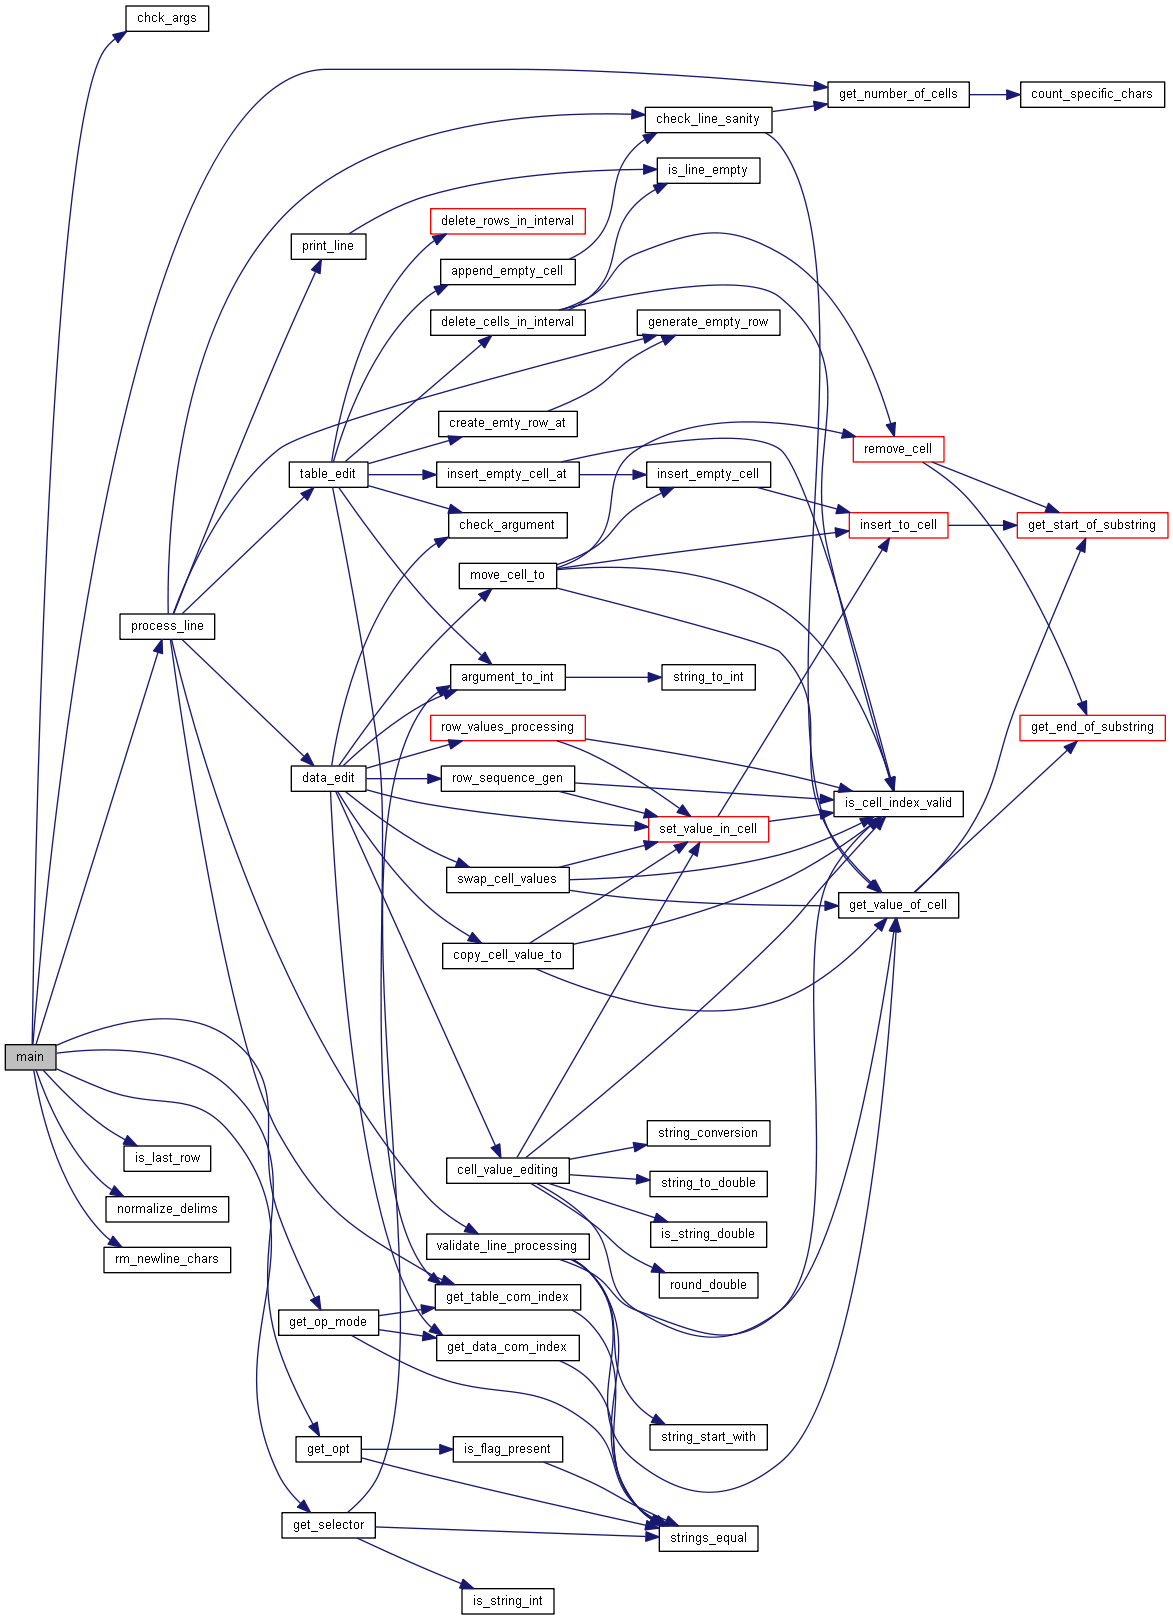 chck_args
get_number_of_cells
count_specific_chars
check_line_sanity
is_line_empty
delete_rows_in_interval
print_line
append_empty_cell
delete_cells_in_interval
generate_empty_row
create_emty_row_at
remove_cell
table_edit
insert_empty_cell_at
insert_empty_cell
check_argument
insert_to_cell
get_start_of_substring
move_cell_to
process_line
argument_to_int
string_to_int
row_values_processing
get_end_of_substring
data_edit
row_sequence_gen
is_cell_index_valid
set_value_in_cell
swap_cell_values
get_value_of_cell
copy_cell_value_to
main
string_conversion
is_last_row
cell_value_editing
string_to_double
normalize_delims
is_string_double
rm_newline_chars
validate_line_processing
round_double
get_table_com_index
get_op_mode
get_data_com_index
string_start_with
get_opt
is_flag_present
get_selector
strings_equal
is_string_int